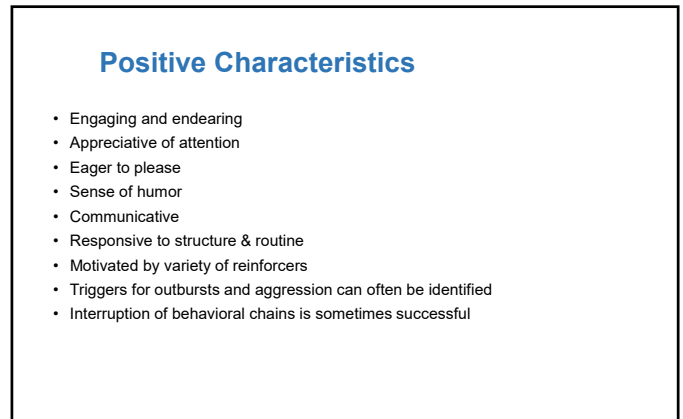 Positive Characteristics
• Engaging and endearing
• Appreciative of attention
• Eager to please
• Sense of humor
• Communicative
• Responsive to structure & routine
• Motivated by variety of reinforcers
• Triggers for outbursts and aggression can often be identified
• Interruption of behavioral chains is sometimes successful